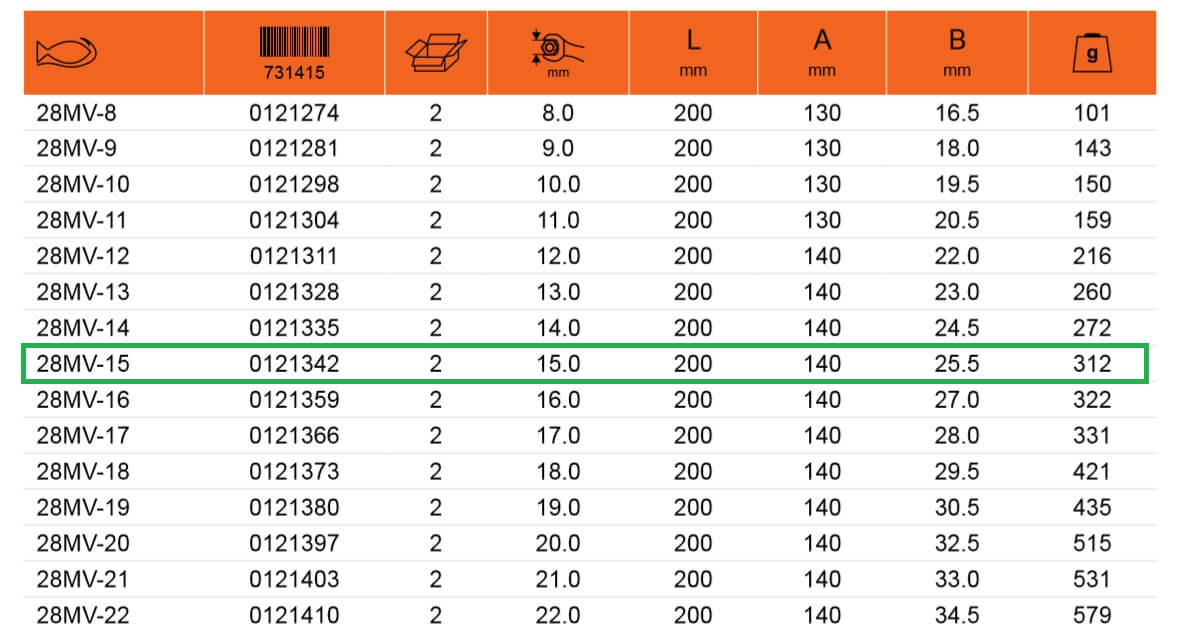 731415 mm L mm A mm B mm g
28MV-8 0121274 2 8.0 200 130 16.5 101
28MV-9 0121281 2 9.0 200 130 18.0 143
28MV-10 0121298 2 10.0 200 130 19.5 150
28MV-11 0121304 2 11.0 200 130 20.5 159
28MV-12 0121311 2 12.0 200 140 22.0 216
28MV-13 0121328 2 13.0 200 140 23.0 260
28MV-14 0121335 2 14.0 200 140 24.5 272
28MV-15 0121342 2 15.0 200 140 25.5 312
28MV-16 0121359 2 16.0 200 140 27.0 322
28MV-17 0121366 2 17.0 200 140 28.0 331
28MV-18 0121373 2 18.0 200 140 29.5 421
28MV-19 0121380 2 19.0 200 140 30.5 435
28MV-20 0121397 2 20.0 200 140 32.5 515
28MV-21 0121403 2 21.0 200 140 33.0 531
28MV-22 0121410 2 22.0 200 140 34.5 579